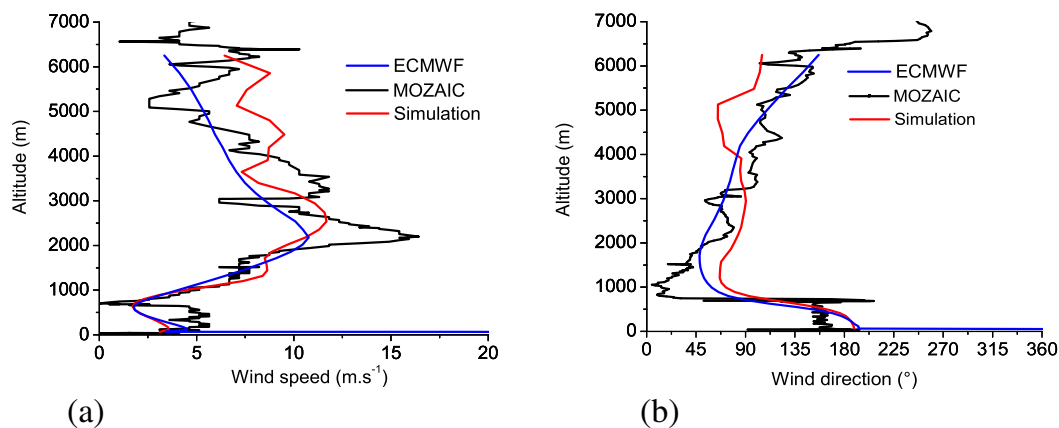 7000
6000
5000
4000
3000
2000
1000
0
Altitude (m)
ECMWF
MOZAIC
Simulation
0 5 10 15 20
Wind speed (m.s⁻¹)
(a)
7000
6000
5000
4000
3000
2000
1000
0
Altitude (m)
ECMWF
MOZAIC
Simulation
0 45 90 135 180 225 270 315 360
Wind direction (°)
(b)